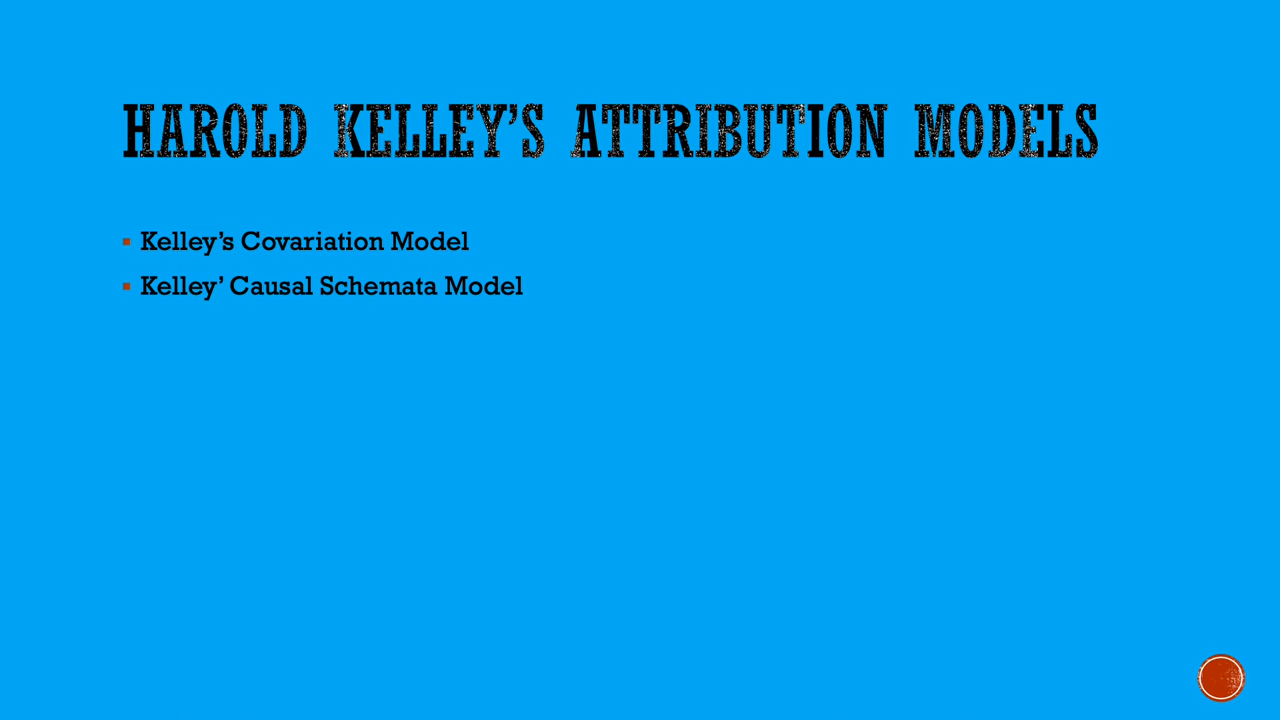 HAROLD KELLEY’S ATTRIBUTION MODELS
▪ Kelley’s Covariation Model
▪ Kelley’ Causal Schemata Model